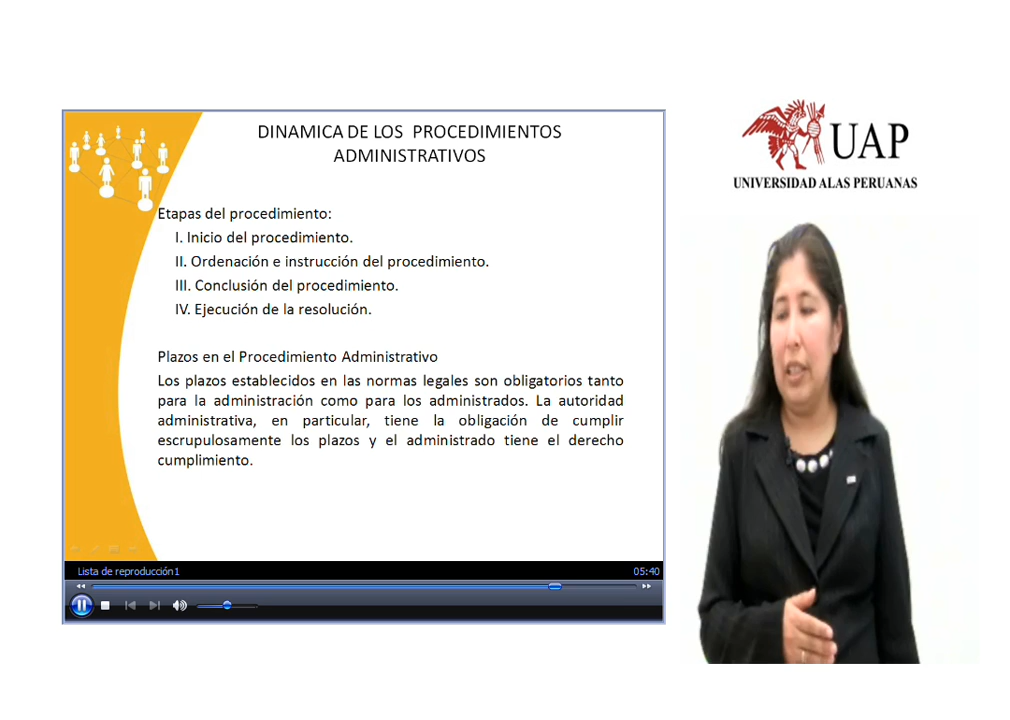 DINAMICA DE LOS PROCEDIMIENTOS
ADMINISTRATIVOS
Etapas del procedimiento:
I. Inicio del procedimiento.
II. Ordenación e instrucción del procedimiento.
III. Conclusión del procedimiento.
IV. Ejecución de la resolución.
Plazos en el Procedimiento Administrativo
Los plazos establecidos en las normas legales son obligatorios tanto
para la administración como para los administrados. La autoridad
administrativa, en particular, tiene la obligación de cumplir
escrupulosamente los plazos y el administrado tiene el derecho
cumplimiento.
Lista de reproducción1
05:40
UAP
UNIVERSIDAD ALAS PERUANAS